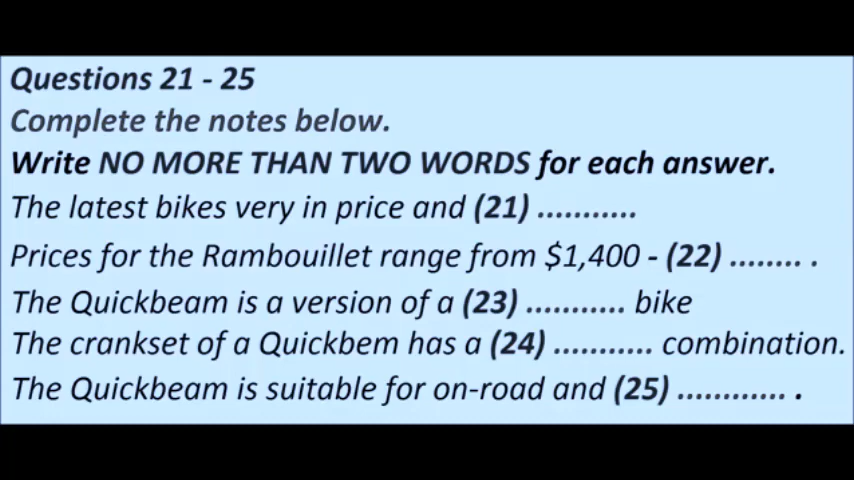 Questions 21 - 25
Complete the notes below.
Write NO MORE THAN TWO WORDS for each answer.
The latest bikes very in price and (21) ...........
Prices for the Rambouillet range from $1,400 - (22) ........ .
The Quickbeam is a version of a (23) ........... bike
The crankset of a Quickbem has a (24) ........... combination.
The Quickbeam is suitable for on-road and (25) ............ .